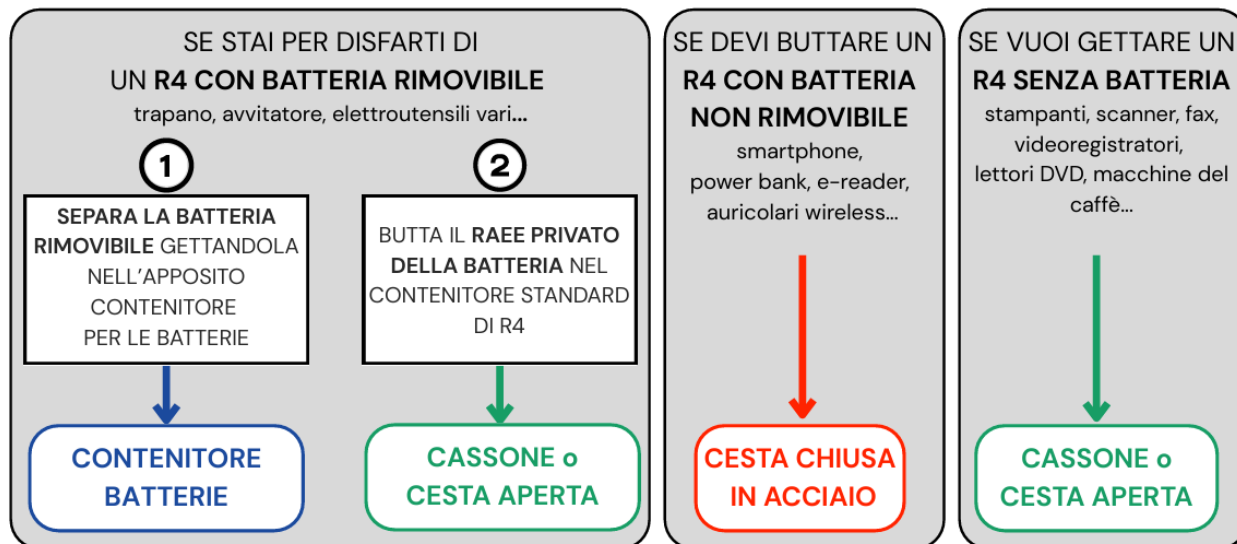 SE STAI PER DISFARTI DI
UN R4 CON BATTERIA RIMOVIBILE
trapano, avvitatore, elettroutensili vari...
1
SEPARA LA BATTERIA
RIMOVIBILE GETTANDOLA
NELL'APPOSITO
CONTENITORE
PER LE BATTERIE
CONTENITORE
BATTERIE
2
BUTTA IL RAEE PRIVATO
DELLA BATTERIA NEL
CONTENITORE STANDARD
DI R4
CASSONE o
CESTA APERTA
SE DEVI BUTTARE UN
R4 CON BATTERIA
NON RIMOVIBILE
smartphone,
power bank, e-reader,
auricolari wireless...
CESTA CHIUSA
IN ACCIAIO
SE VUOI GETTARE UN
R4 SENZA BATTERIA
stampanti, scanner, fax,
videoregistratori,
lettori DVD, macchine del
caffè...
CASSONE o
CESTA APERTA